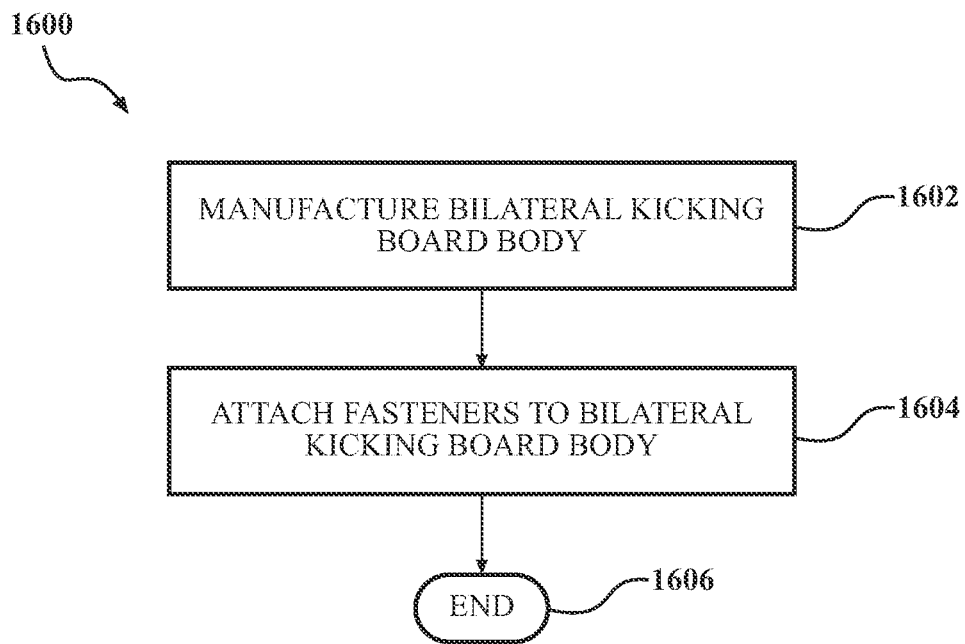 1600
MANUFACTURE BILATERAL KICKING
BOARD BODY
1602
ATTACH FASTENERS TO BILATERAL
KICKING BOARD BODY
1604
END
1606